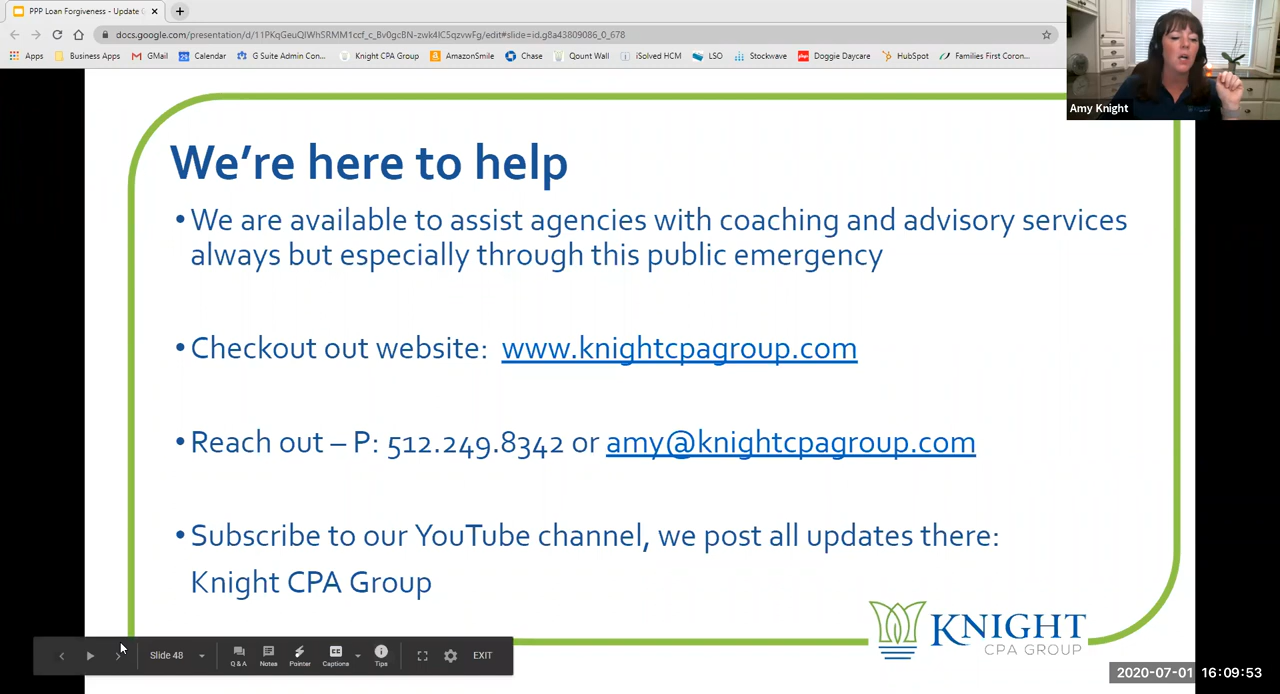 PPP Loan Forgiveness - Update
docs.google.com/presentation/d/11PKqGeuQIWhSRMM1ccf_c_Bv0gcBN-zwk4IC5qzvwFg/edit#slide=id.g8a43809086_0_678
Apps Business Apps GMail Calendar G Suite Admin Con... Knight CPA Group AmazonSmile Chase Qount Wall iSolved HCM LSO Stockwave Doggie Daycare HubSpot Families First Coron...
Amy Knight
We're here to help
• We are available to assist agencies with coaching and advisory services
always but especially through this public emergency
• Checkout out website: www.knightcpagroup.com
• Reach out – P: 512.249.8342 or amy@knightcpagroup.com
• Subscribe to our YouTube channel, we post all updates there:
Knight CPA Group
KNIGHT
CPA GROUP
Slide 48 Q & A Notes Pointer Captions Tips EXIT
2020-07-01 16:09:53